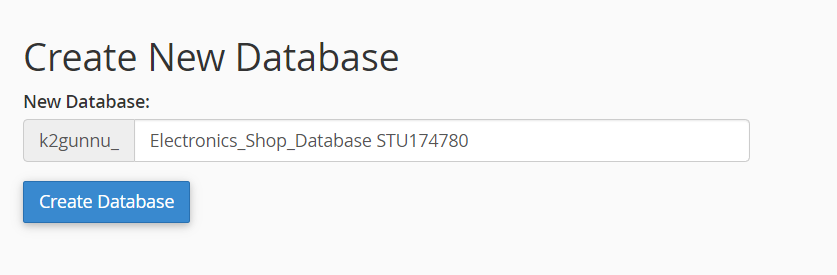 Create New Database
New Database:
k2gunnu_ Electronics_Shop_Database STU174780
Create Database